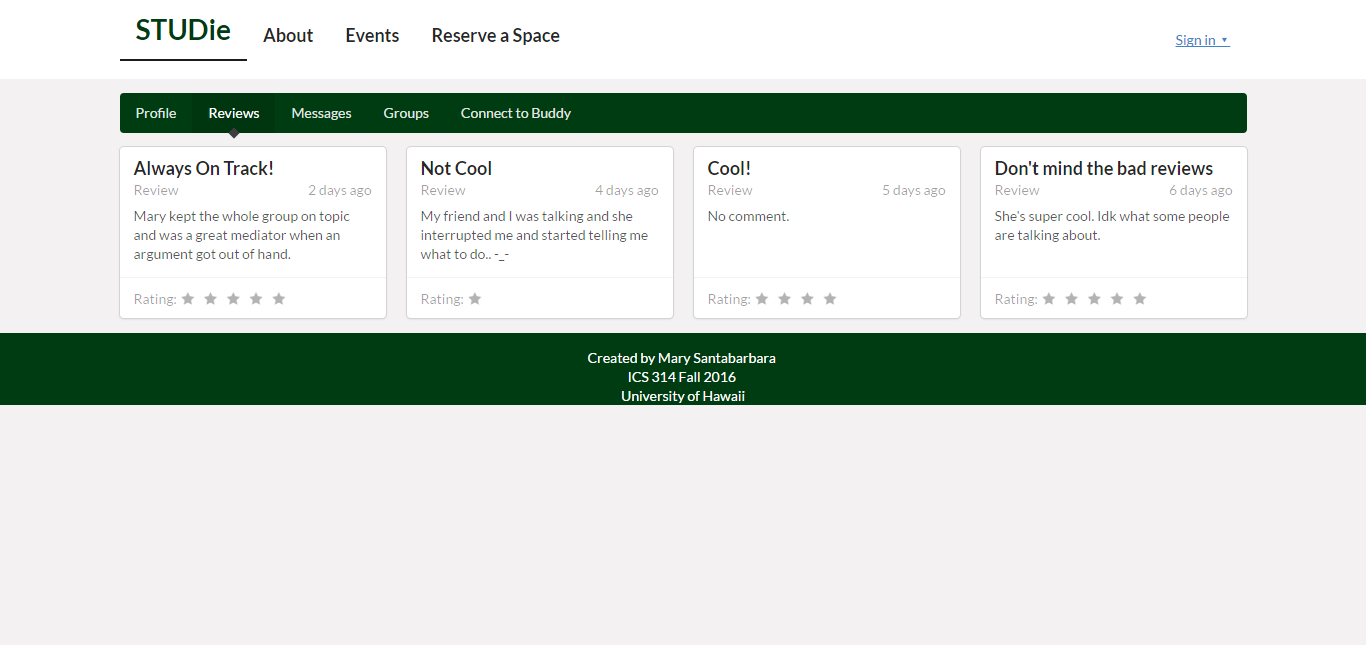 STUDie About Events Reserve a Space Sign in
Profile Reviews Messages Groups Connect to Buddy
Always On Track!
Review 2 days ago
Mary kept the whole group on topic
and was a great mediator when an
argument got out of hand.
Rating:
Not Cool
Review 4 days ago
My friend and I was talking and she
interrupted me and started telling me
what to do.. -_-
Rating:
Cool!
Review 5 days ago
No comment.
Rating:
Don't mind the bad reviews
Review 6 days ago
She's super cool. Idk what some people
are talking about.
Rating:
Created by Mary Santabarbara
ICS 314 Fall 2016
University of Hawaii